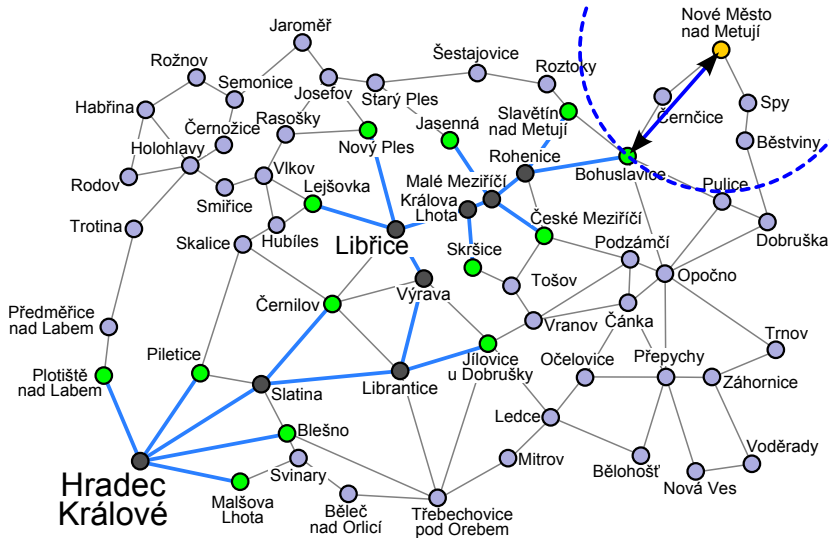 Nové Město
nad Metují
Jaroměř
Šestajovice
Rožnov
Semonice
Josefov
Roztoky
Starý Ples
Habřina
Slavětín
nad Metují
Černčice
Spy
Rasošky
Jasenná
Černožice
Nový Ples
Běstviny
Holohlavy
Rohenice
Bohuslavice
Vlkov
Malé Meziříčí
Rodov
Lejšovka
Pulice
Smiřice
Králova
Lhota
České Meziříčí
Trotina
Dobruška
Skalice
Hubíles
Libřice
Podzámčí
Skršice
Opočno
Tošov
Výrava
Černilov
Předměřice
nad Labem
Vranov
Čánka
Trnov
Piletice
Jílovice
u Dobrušky
Očelovice
Přepychy
Plotiště
nad Labem
Slatina
Librantice
Záhornice
Ledce
Blešno
Voděrady
Mitrov
Svinary
Bělohošť
Nová Ves
Hradec
Králové
Malšova
Lhota
Běleč
nad Orlicí
Třebechovice
pod Orebem